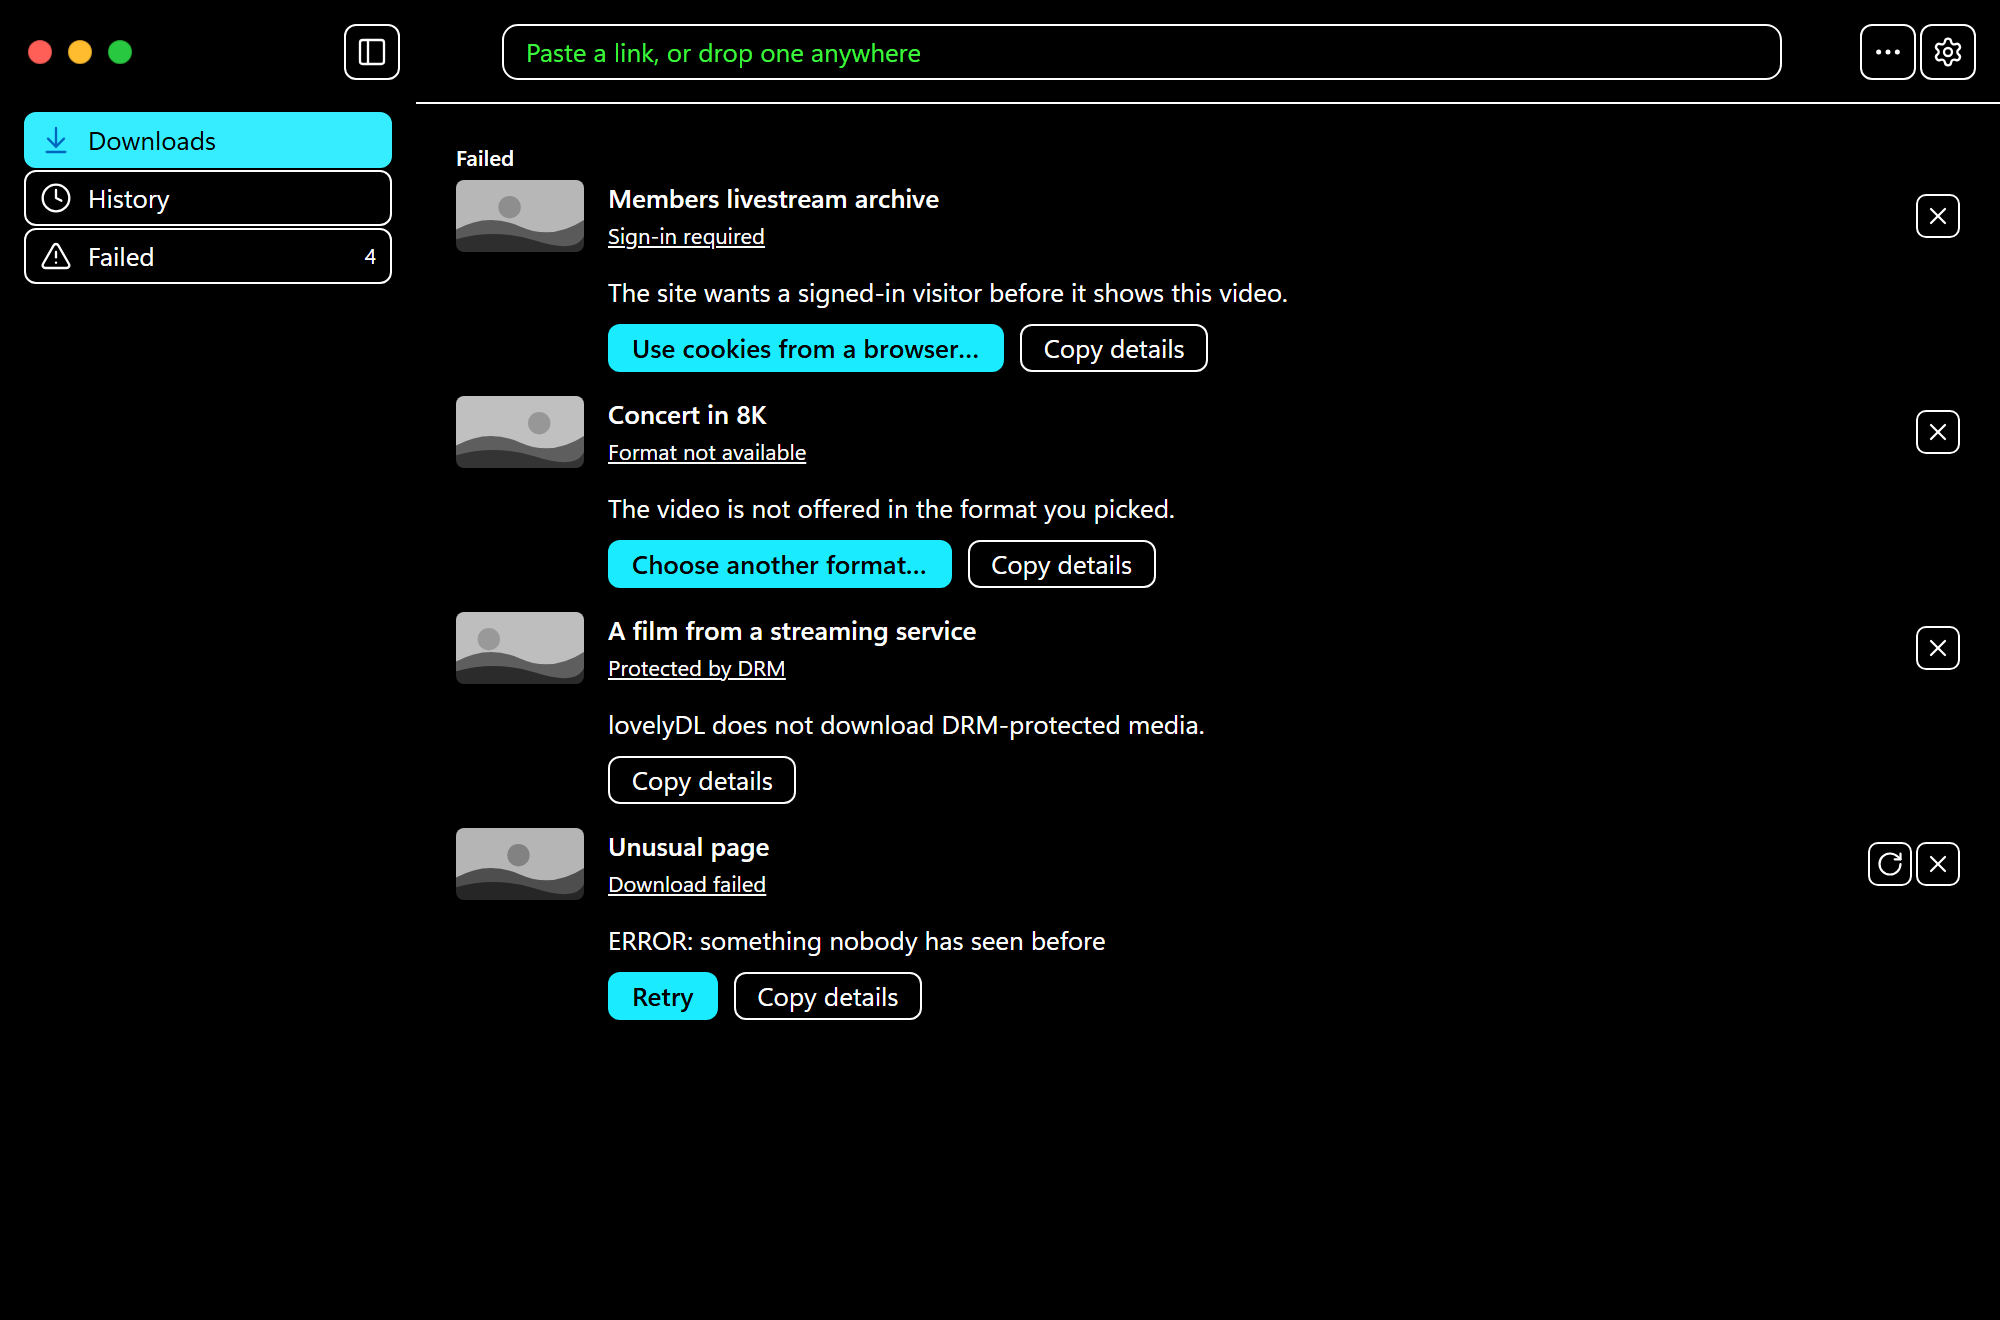 Paste a link, or drop one anywhere
Downloads
History
Failed 4
Failed
Members livestream archive
Sign-in required
The site wants a signed-in visitor before it shows this video.
Use cookies from a browser... Copy details
Concert in 8K
Format not available
The video is not offered in the format you picked.
Choose another format... Copy details
A film from a streaming service
Protected by DRM
lovelyDL does not download DRM-protected media.
Copy details
Unusual page
Download failed
ERROR: something nobody has seen before
Retry Copy details